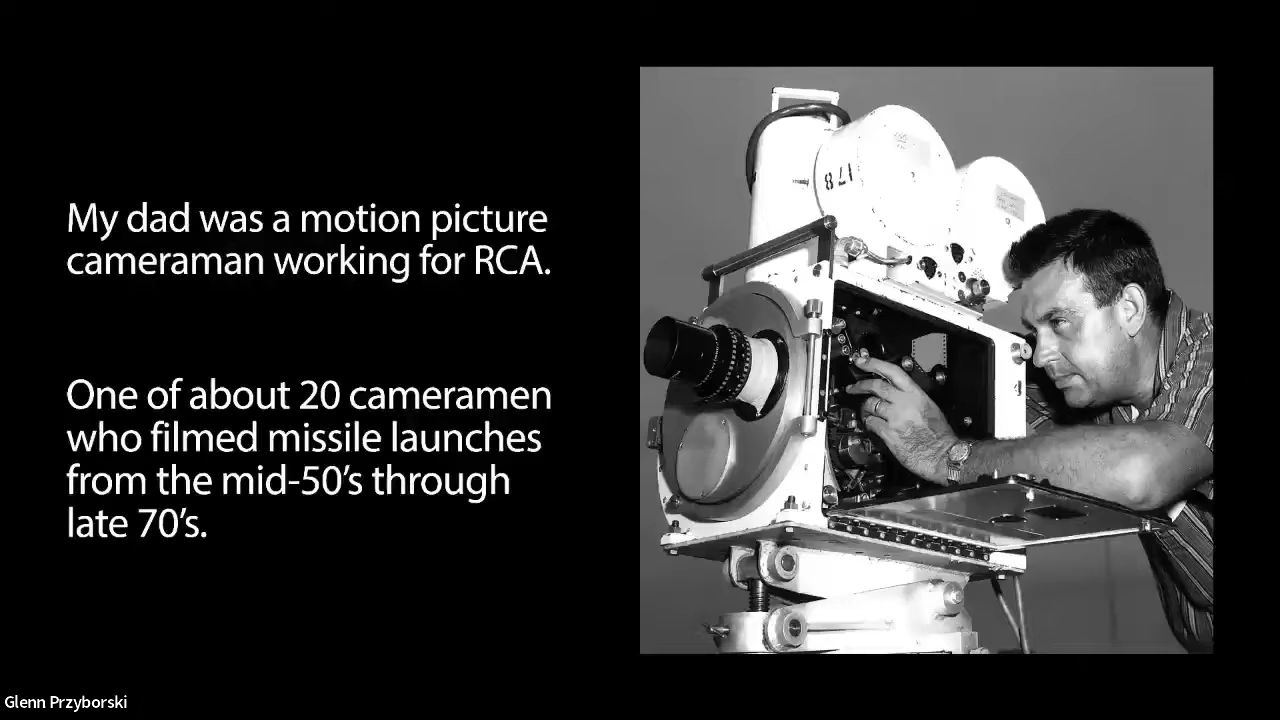 My dad was a motion picture
cameraman working for RCA.
One of about 20 cameramen
who filmed missile launches
from the mid-50’s through
late 70’s.
178
Glenn Przyborski